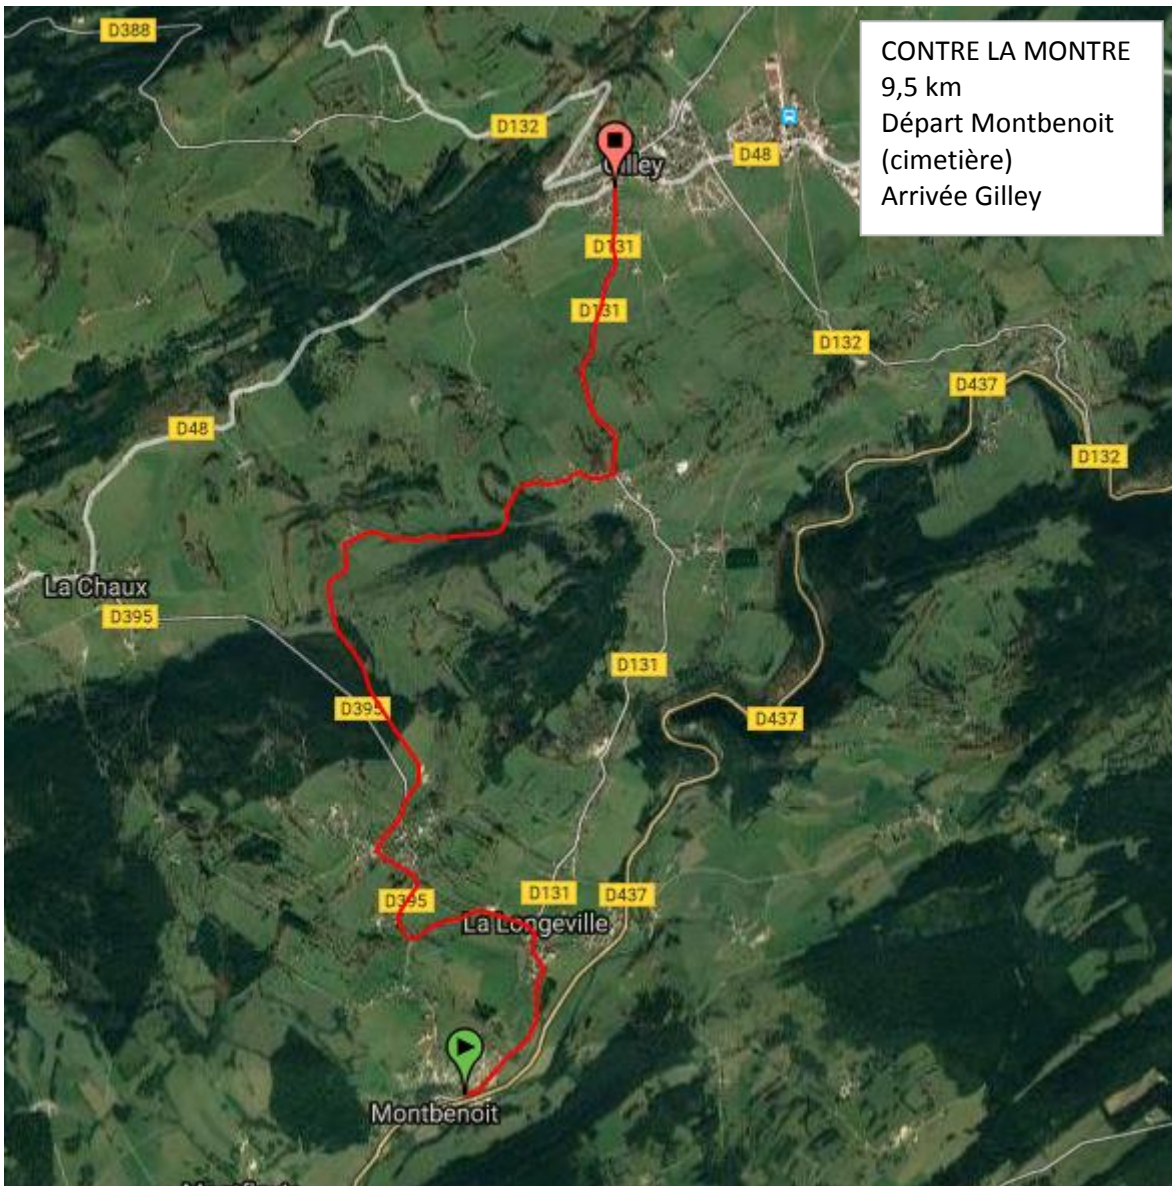 D388
CONTRE LA MONTRE
9,5 km
Départ Montbenoit
(cimetière)
Arrivée Gilley
D132
D48
Gilley
D131
D131
D132
D437
D48
D132
La Chaux
D395
D131
D395
D437
D131
D437
D395
La Longeville
Montbenoit